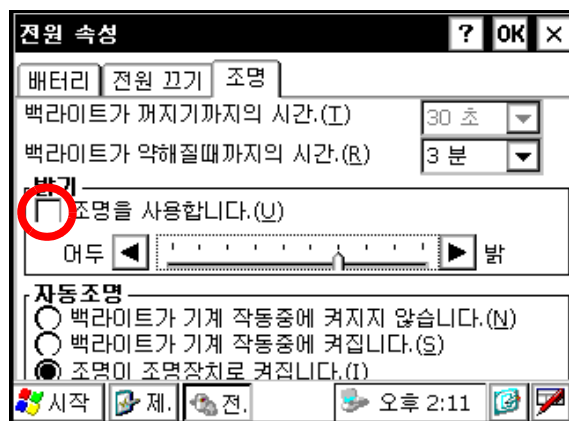 전원 속성 ? OK ×
배터리 전원 끄기 조명
백라이트가 꺼지기까지의 시간.(T) 30 초
백라이트가 약해질때까지의 시간.(R) 3 분
밝기
조명을 사용합니다.(U)
어두 밝
자동조명
백라이트가 기계 작동중에 켜지지 않습니다.(N)
백라이트가 기계 작동중에 켜집니다.(S)
조명이 조명장치로 켜집니다.(I)
시작 제. 전. 오후 2:11